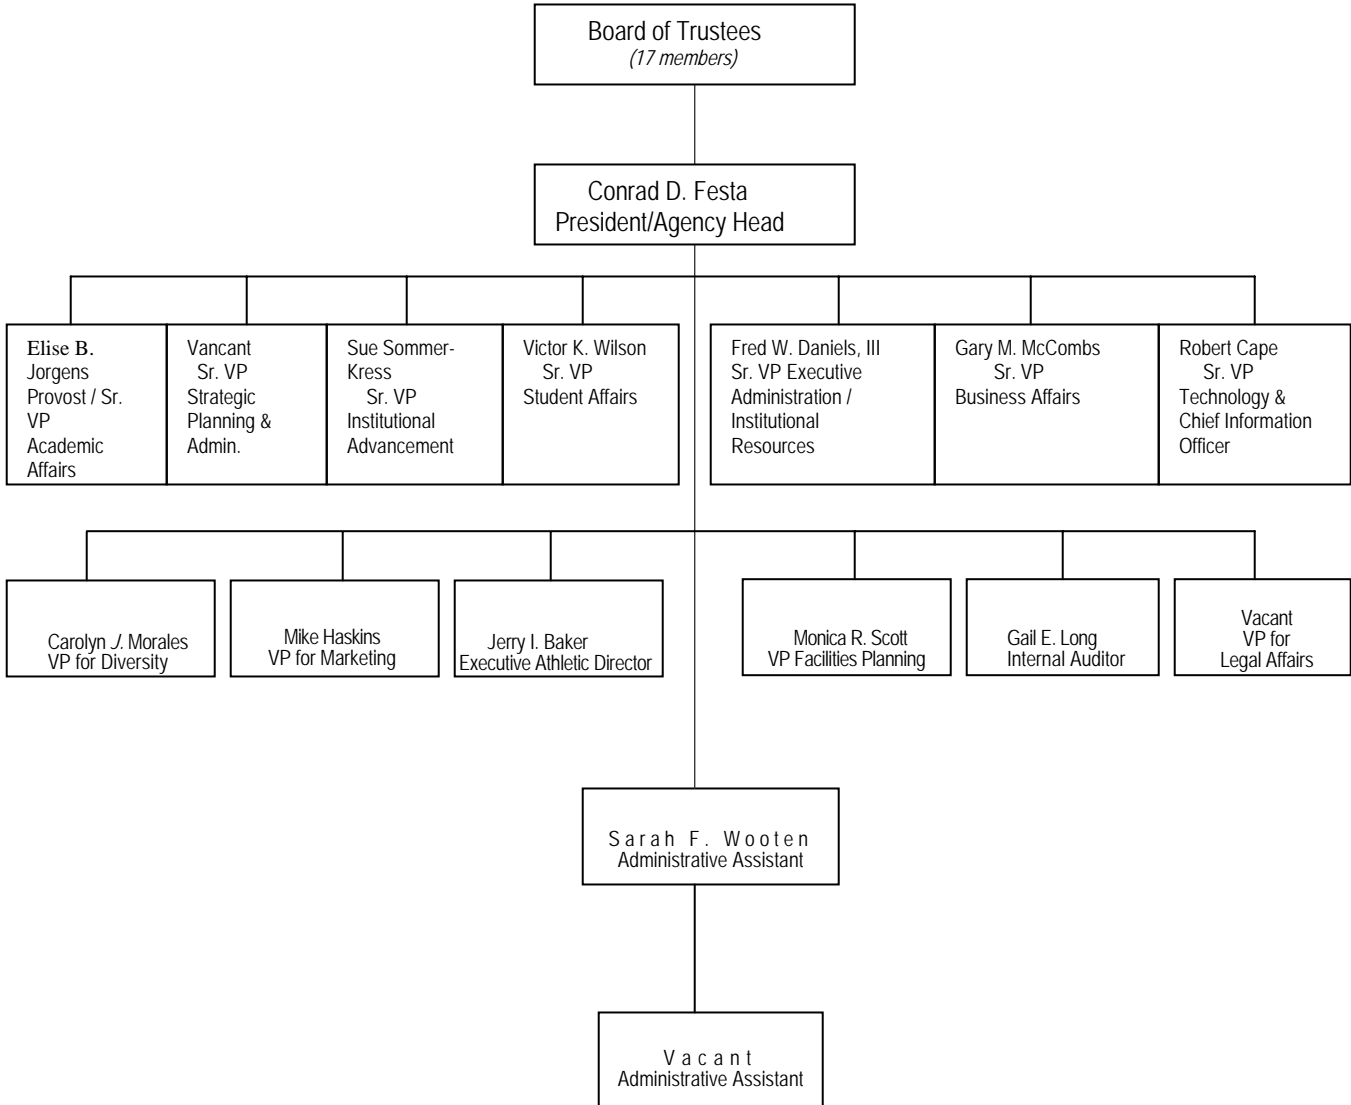 Board of Trustees
(17 members)
Conrad D. Festa
President/Agency Head
Elise B.
Jorgens
Provost / Sr.
VP
Academic
Affairs
Vancant
Sr. VP
Strategic
Planning &
Admin.
Sue Sommer-
Kress
Sr. VP
Institutional
Advancement
Victor K. Wilson
Sr. VP
Student Affairs
Fred W. Daniels, III
Sr. VP Executive
Administration /
Institutional
Resources
Gary M. McCombs
Sr. VP
Business Affairs
Robert Cape
Sr. VP
Technology &
Chief Information
Officer
Carolyn J. Morales
VP for Diversity
Mike Haskins
VP for Marketing
Jerry I. Baker
Executive Athletic Director
Monica R. Scott
VP Facilities Planning
Gail E. Long
Internal Auditor
Vacant
VP for
Legal Affairs
Sarah F. Wooten
Administrative Assistant
Vacant
Administrative Assistant